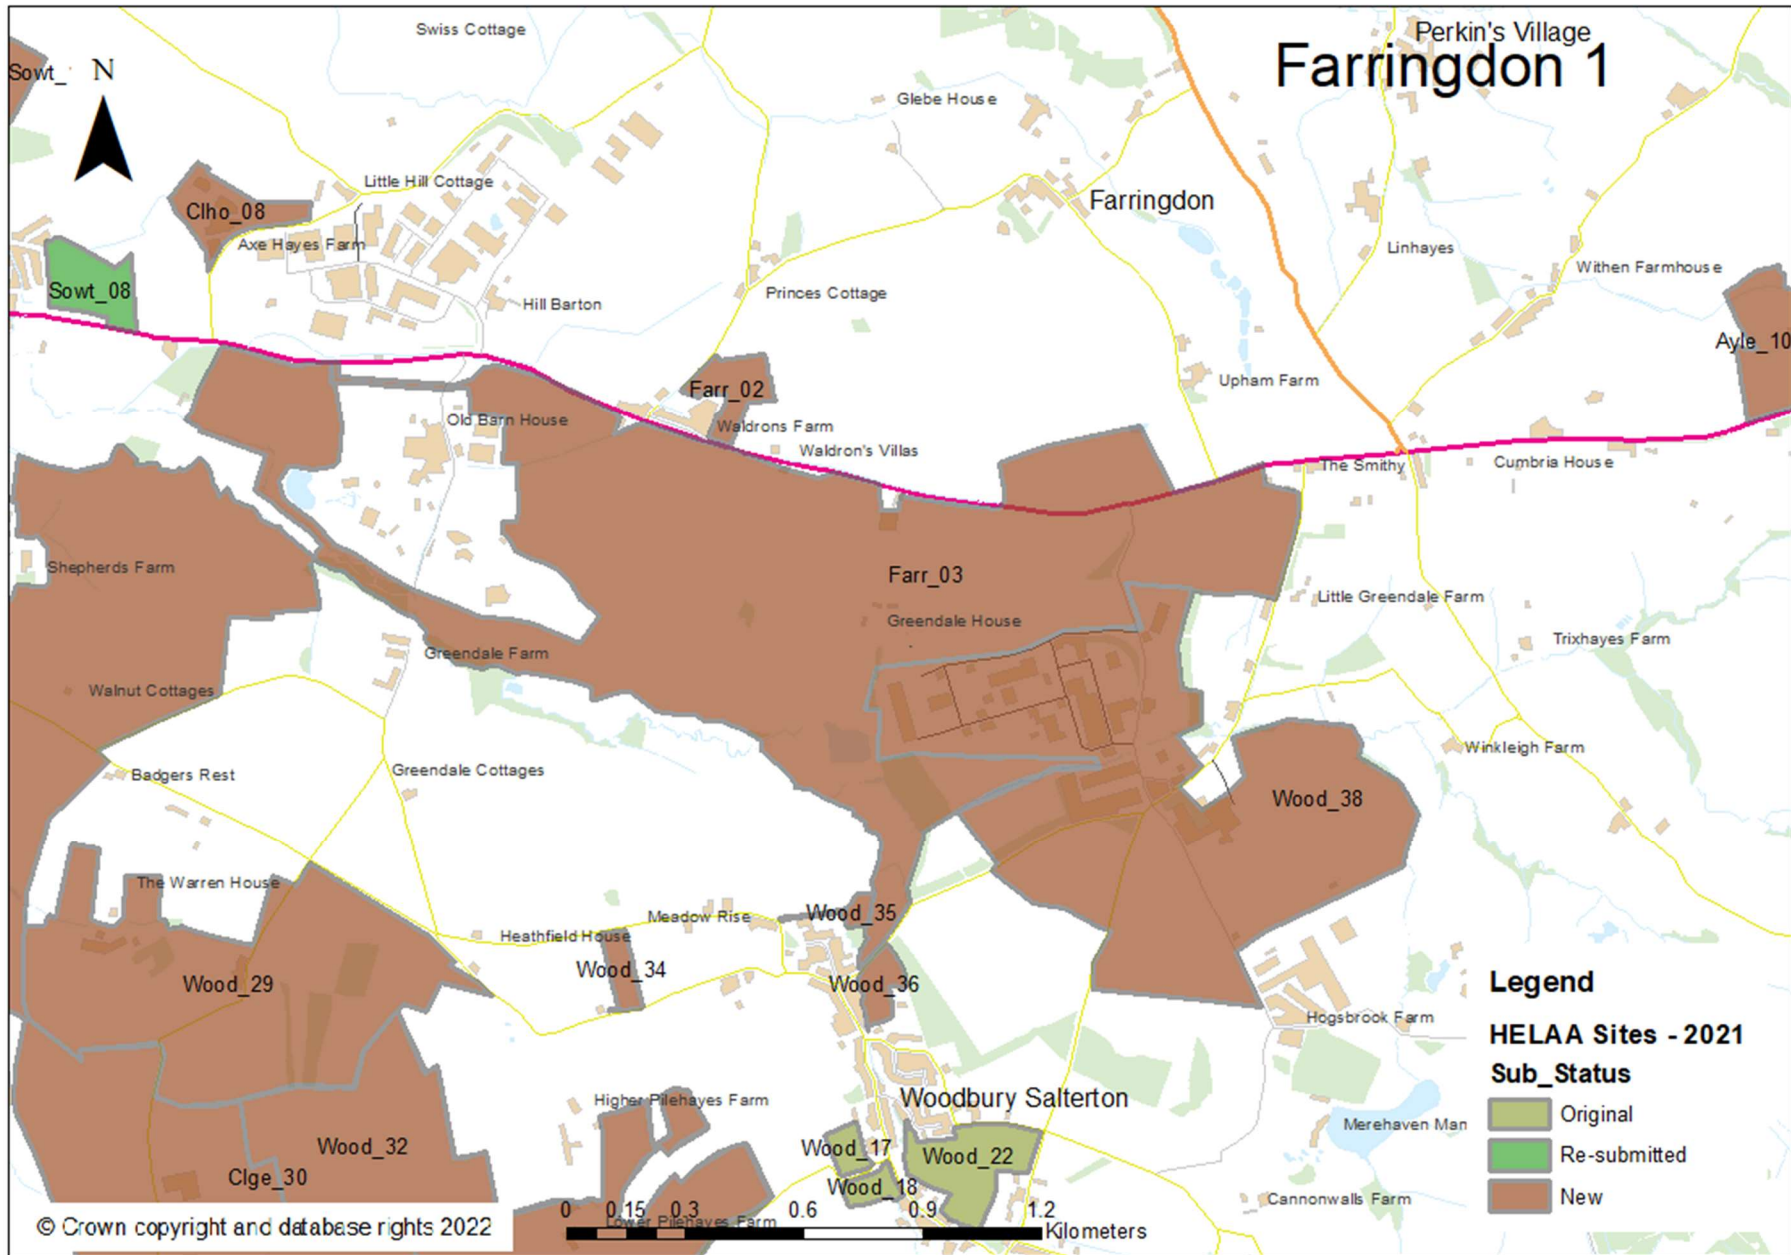 Swiss Cottage
Perkin's Village
Farringdon 1
Sowt_
N
Glebe House
Little Hill Cottage
Clho_08
Farringdon
Axe Hayes Farm
Linhayes
Withen Farmhouse
Sowt_08
Princes Cottage
Hill Barton
Ayle_10
Upham Farm
Farr_02
Old Barn House
Waldrons Farm
Waldron's Villas
The Smithy
Cumbria House
Shepherds Farm
Farr_03
Little Greendale Farm
Greendale House
Trixhayes Farm
Greendale Farm
Walnut Cottages
Winkleigh Farm
Badgers Rest
Greendale Cottages
Wood_38
The Warren House
Meadow Rise
Wood_35
Heathfield House
Wood_34
Wood_29
Wood_36
Legend
Hogsbrook Farm
HELAA Sites - 2021
Sub_Status
Higher Pilehayes Farm
Woodbury Salterton
Original
Merehaven Man
Wood_32
Wood_17
Wood_22
Re-submitted
Clge_30
Wood_18
Cannonwalls Farm
New
0 0.15 0.3 0.6 0.9 1.2
Kilometers
Lower Pilehayes Farm
© Crown copyright and database rights 2022